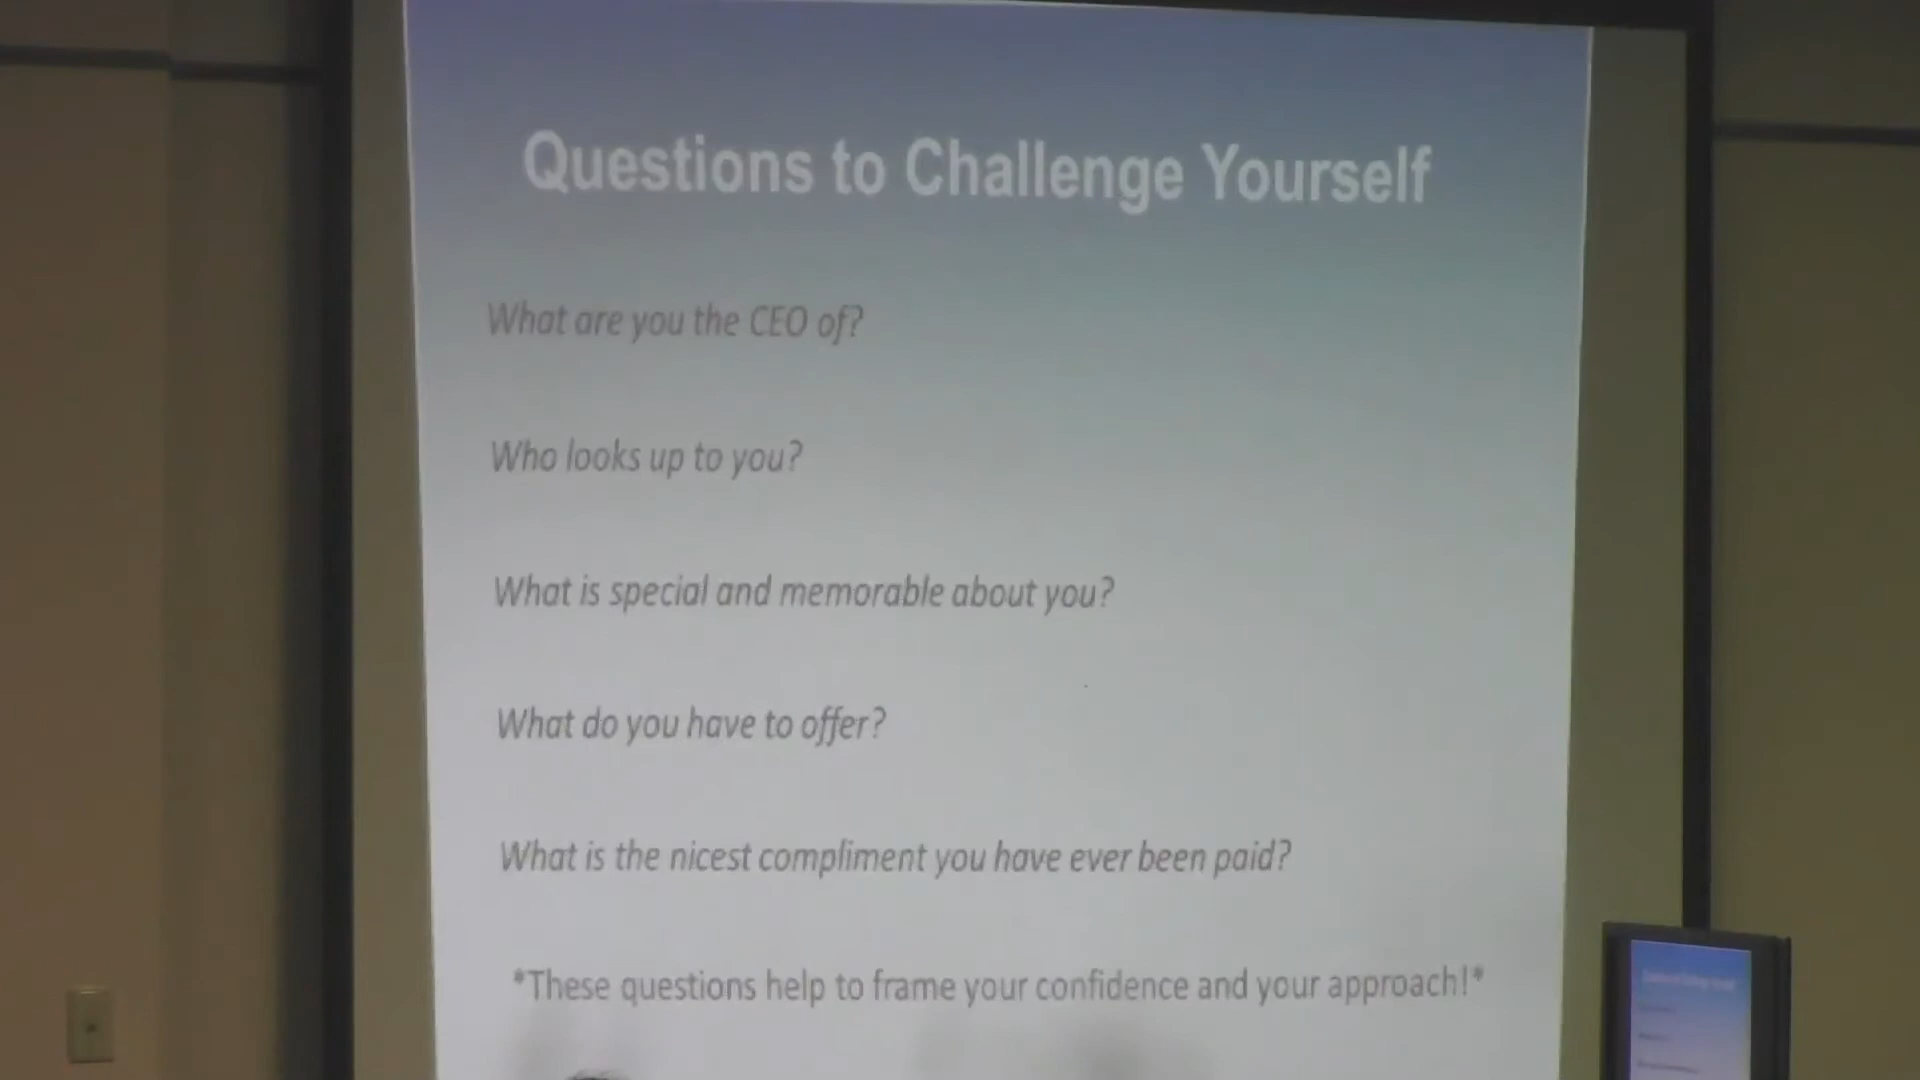 Questions to Challenge Yourself
What are you the CEO of?
Who looks up to you?
What is special and memorable about you?
What do you have to offer?
What is the nicest compliment you have ever been paid?
*These questions help to frame your confidence and your approach!*